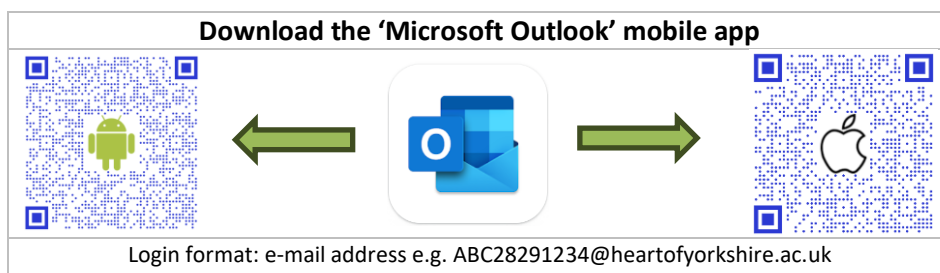 Download the ‘Microsoft Outlook’ mobile app
O
Login format: e-mail address e.g. ABC28291234@heartofyorkshire.ac.uk